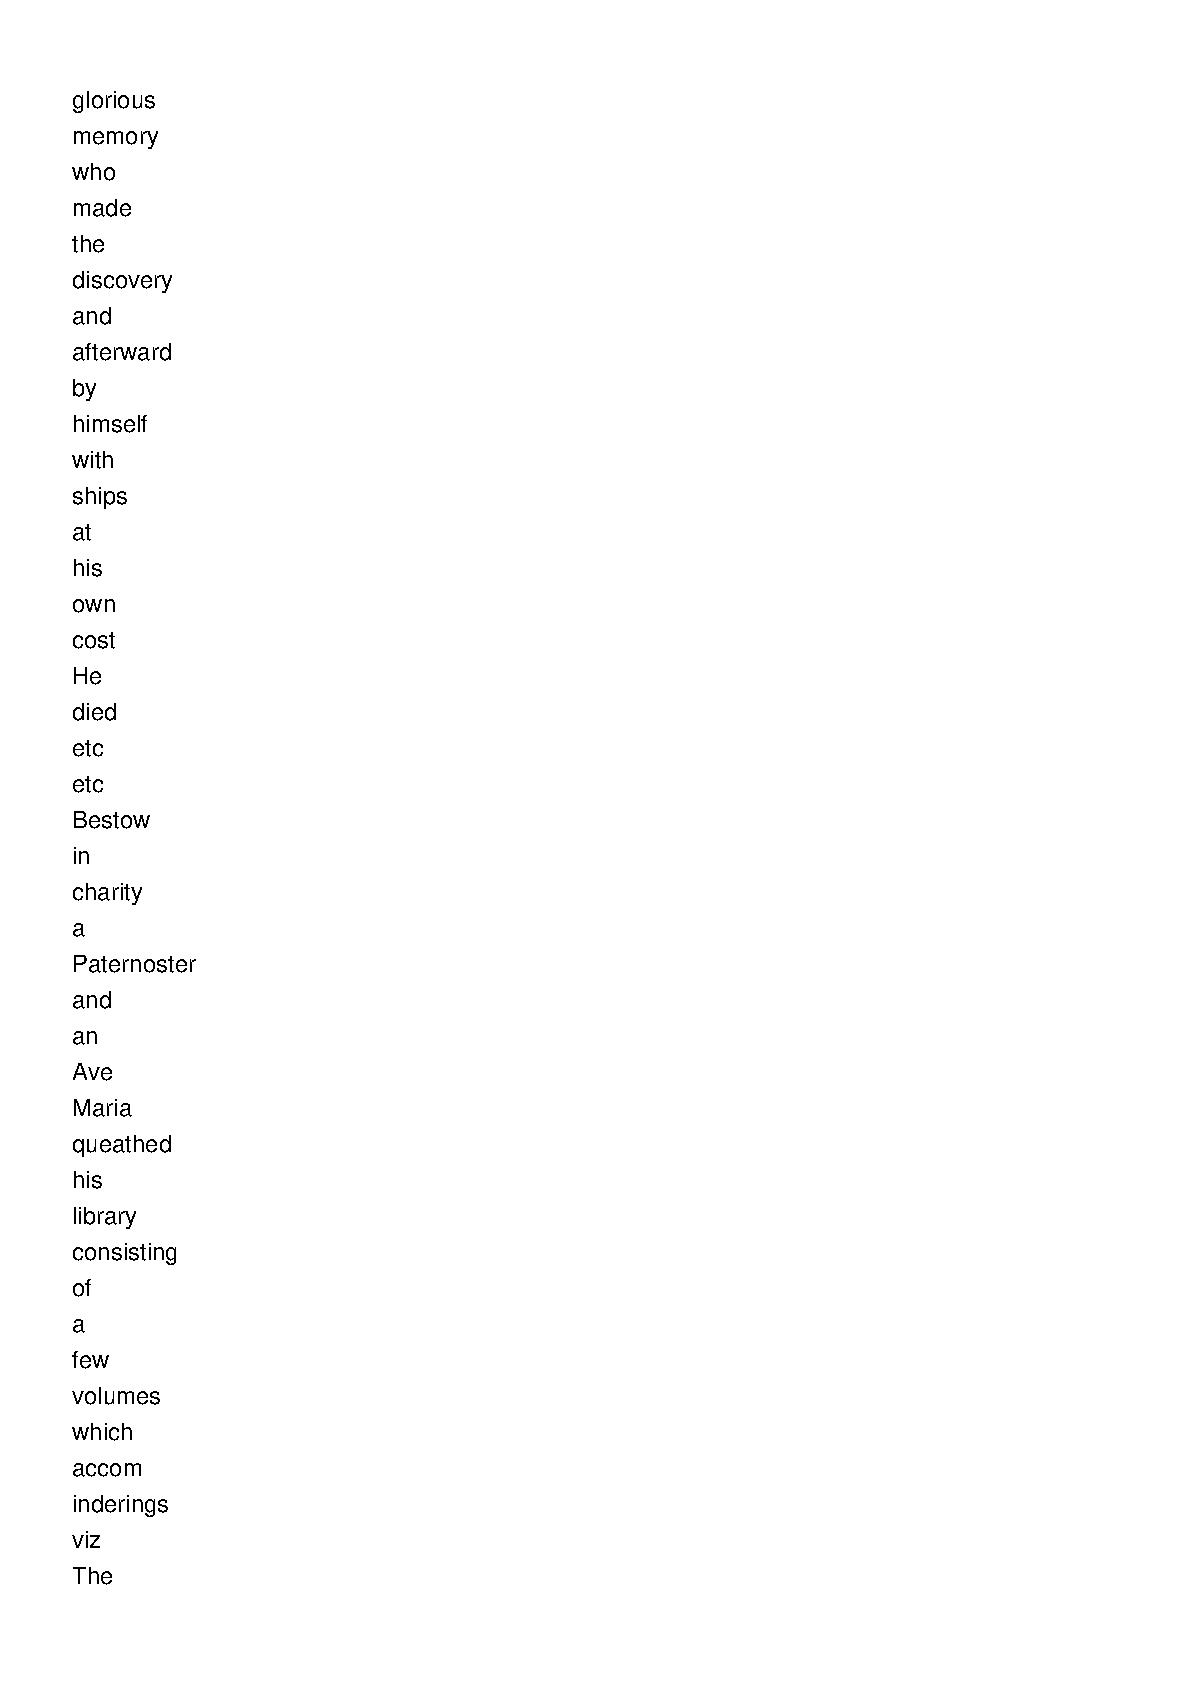 glorious
memory
who
made
the
discovery
and
afterward
by
himself
with
ships
at
his
own
cost
He
died
etc
etc
Bestow
in
charity
a
Paternoster
and
an
Ave
Maria
queathed
his
library
consisting
of
a
few
volumes
which
accom
inderings
viz
The